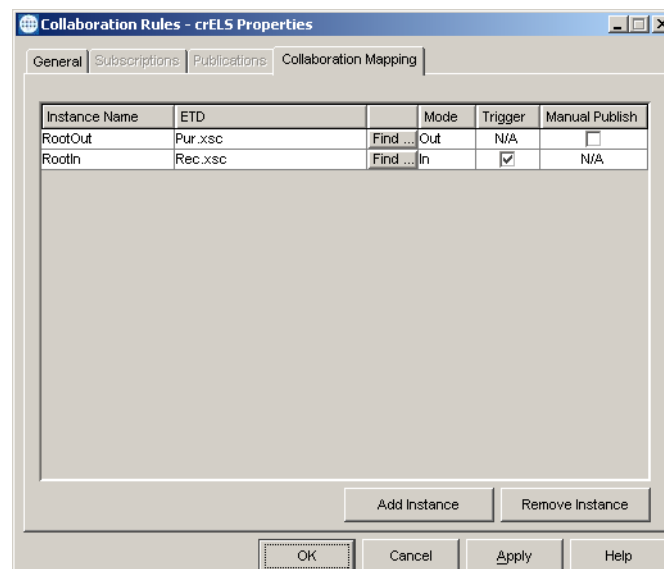 Collaboration Rules - crELS Properties
General Subscriptions Publications Collaboration Mapping
Instance Name ETD Mode Trigger Manual Publish
RootOut Pur.xsc Find ... Out N/A
RootIn Rec.xsc Find ... In N/A
Add Instance Remove Instance
OK Cancel Apply Help